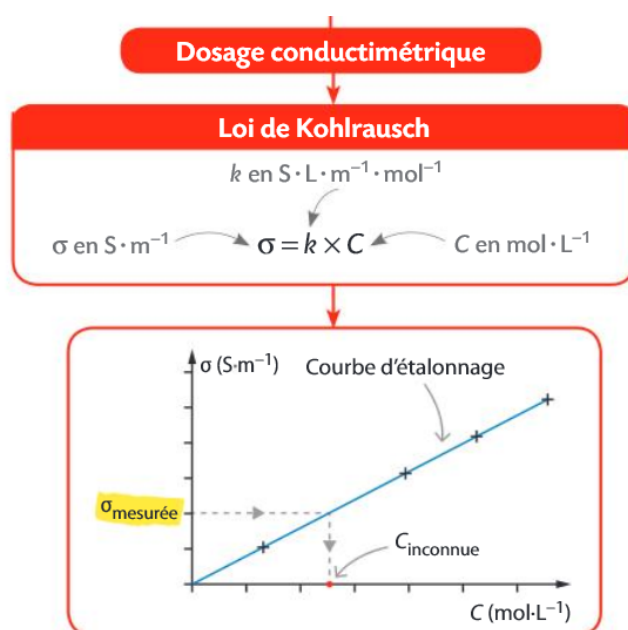 Dosage conductimétrique
Loi de Kohlrausch
k en S·L·m⁻¹·mol⁻¹
σ en S·m⁻¹
σ = k × C
C en mol·L⁻¹
σ (S·m⁻¹)
Courbe d'étalonnage
σmesurée
Cinconnue
C (mol·L⁻¹)